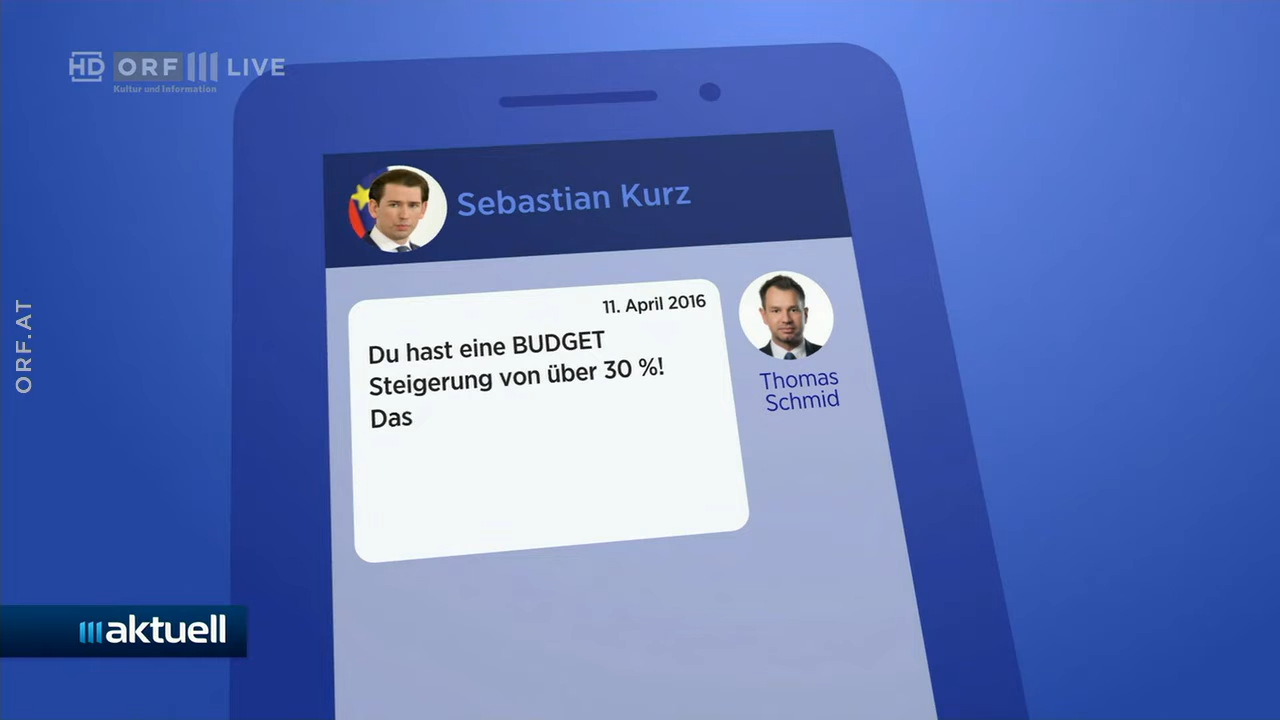 HD ORF III LIVE
Kultur und Information
ORF.AT
Sebastian Kurz
11. April 2016
Du hast eine BUDGET
Steigerung von über 30 %!
Das
Thomas
Schmid
III aktuell